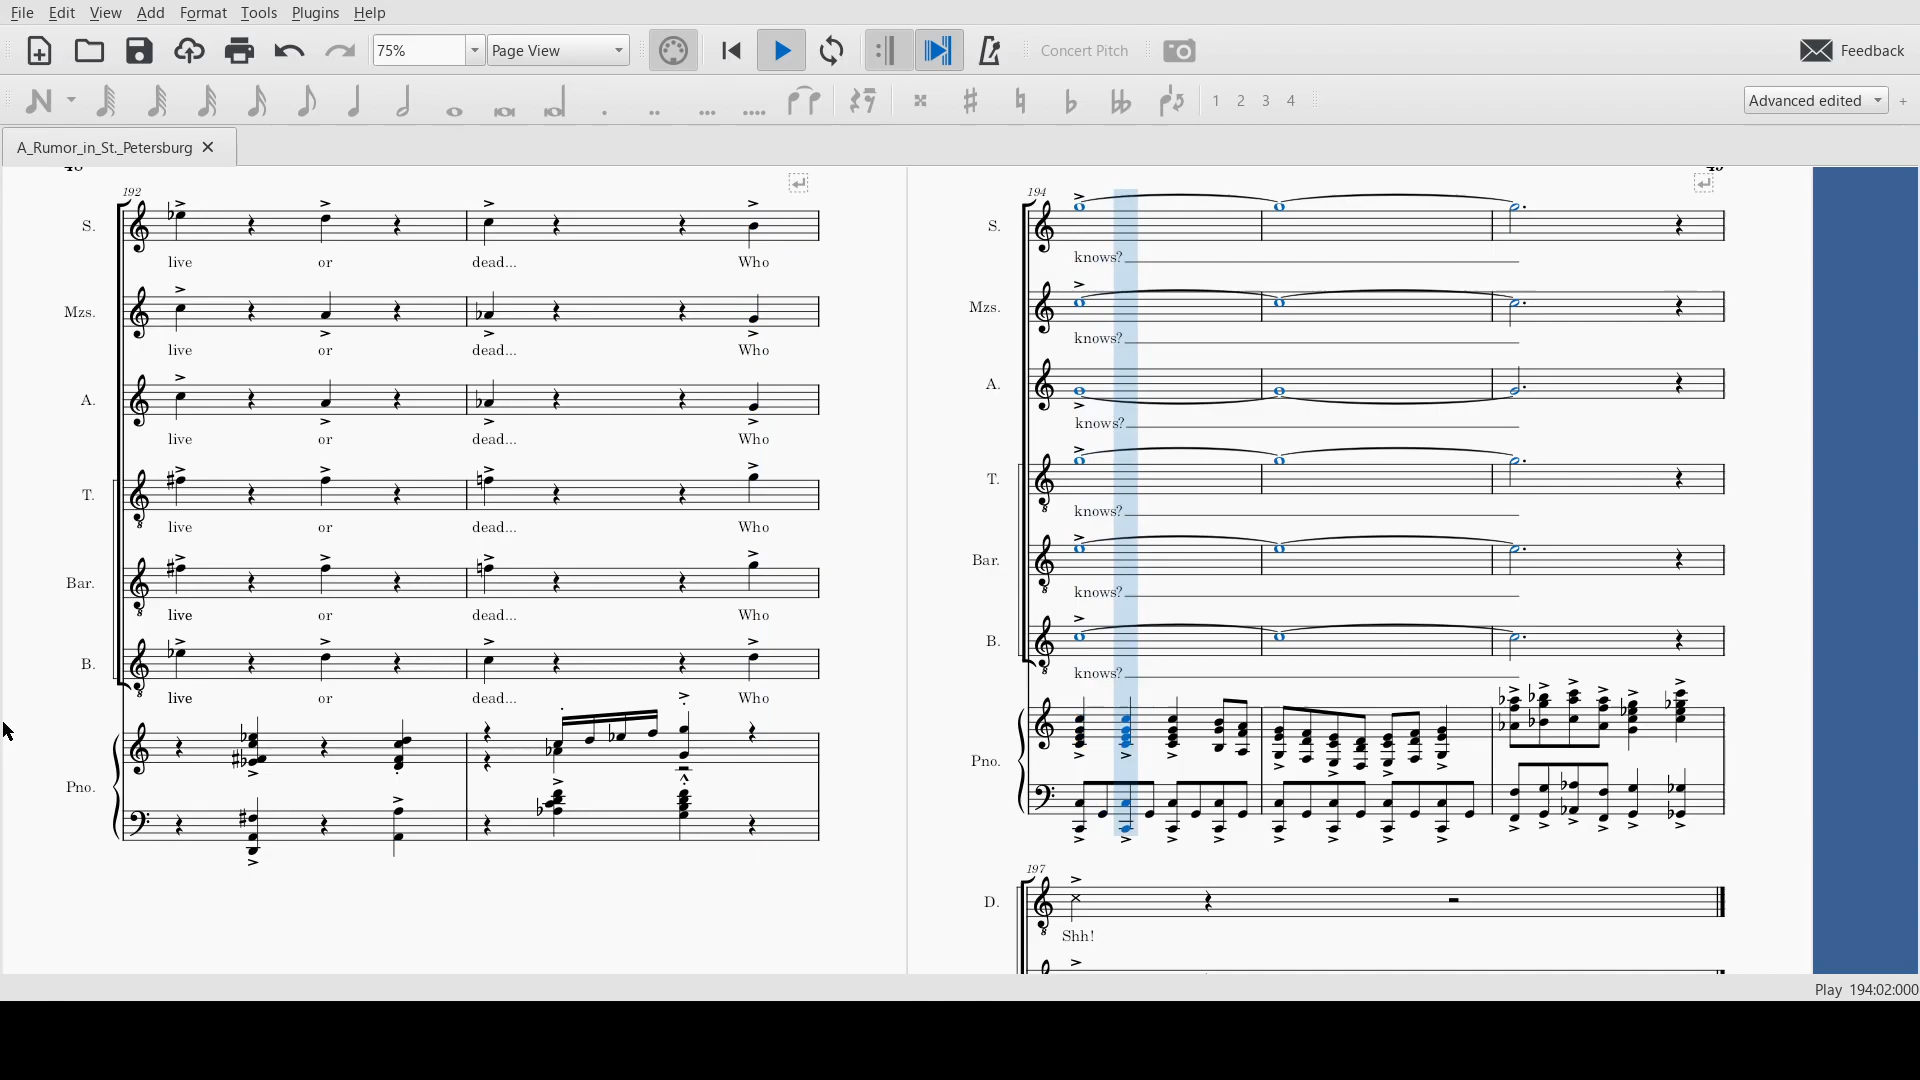 File Edit View Add Format Tools Plugins Help
75% Page View Concert Pitch Feedback
1 2 3 4 Advanced edited +
A_Rumor_in_St._Petersburg
192
S.
live or dead... Who
Mzs.
live or dead... Who
A.
live or dead... Who
T.
live or dead... Who
Bar.
live or dead... Who
B.
live or dead... Who
Pno.
194
S.
knows?
Mzs.
knows?
A.
knows?
T.
knows?
Bar.
knows?
B.
knows?
Pno.
197
D.
Shh!
Play 194:02:000